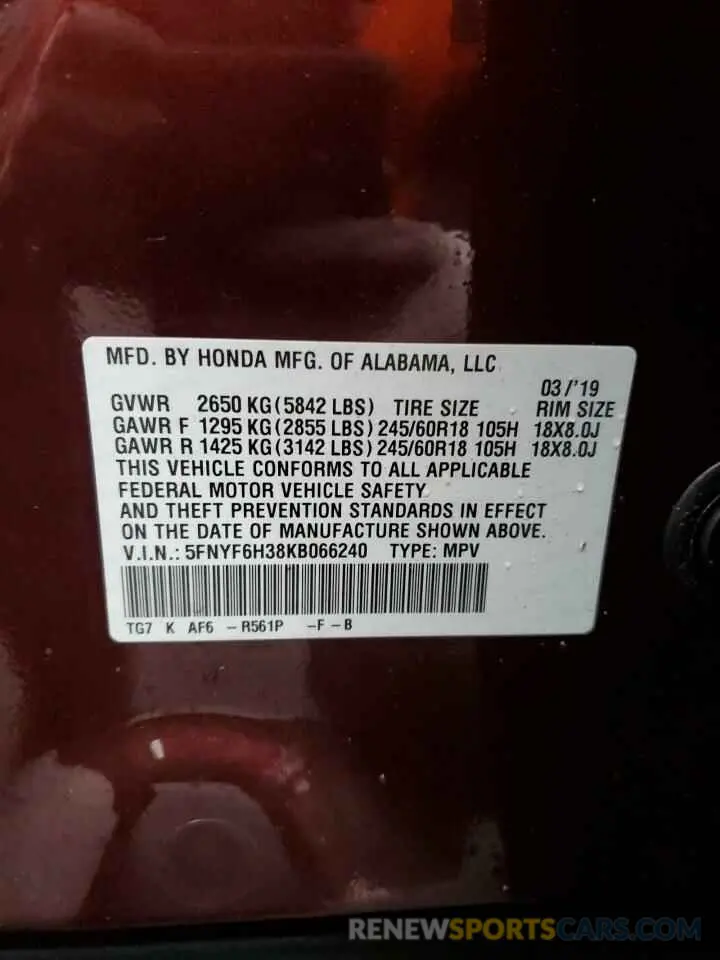 MFD. BY HONDA MFG. OF ALABAMA, LLC
03/'19
GVWR 2650 KG(5842 LBS) TIRE SIZE RIM SIZE
GAWR F 1295 KG(2855 LBS) 245/60R18 105H 18X8.0J
GAWR R 1425 KG(3142 LBS) 245/60R18 105H 18X8.0J
THIS VEHICLE CONFORMS TO ALL APPLICABLE
FEDERAL MOTOR VEHICLE SAFETY
AND THEFT PREVENTION STANDARDS IN EFFECT
ON THE DATE OF MANUFACTURE SHOWN ABOVE.
V.I.N.: 5FNYF6H38KB066240 TYPE: MPV
TG7 K AF6 -R561P -F-B
RENEWSPORTSCARS.COM